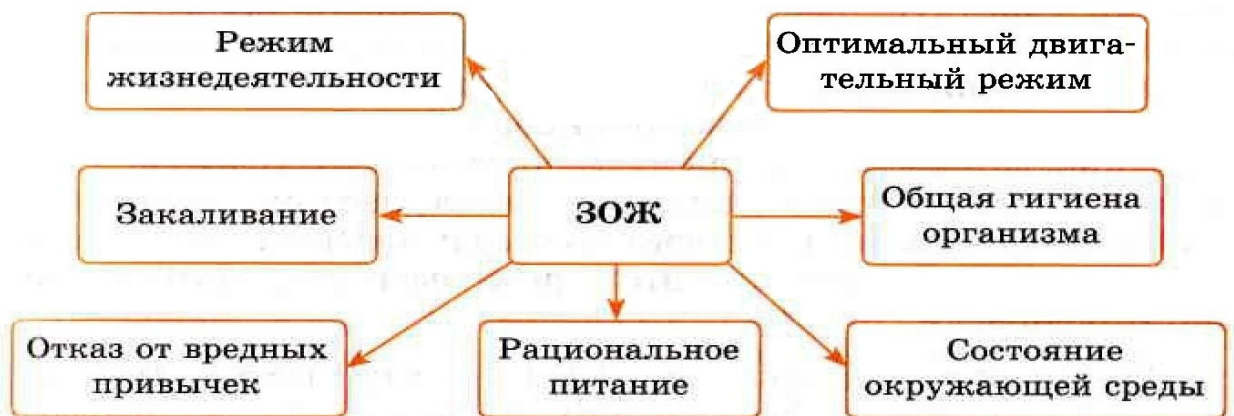 Режим
жизнедеятельности
Оптимальный двига-
тельный режим
Закаливание
ЗОЖ
Общая гигиена
организма
Отказ от вредных
привычек
Рациональное
питание
Состояние
окружающей среды